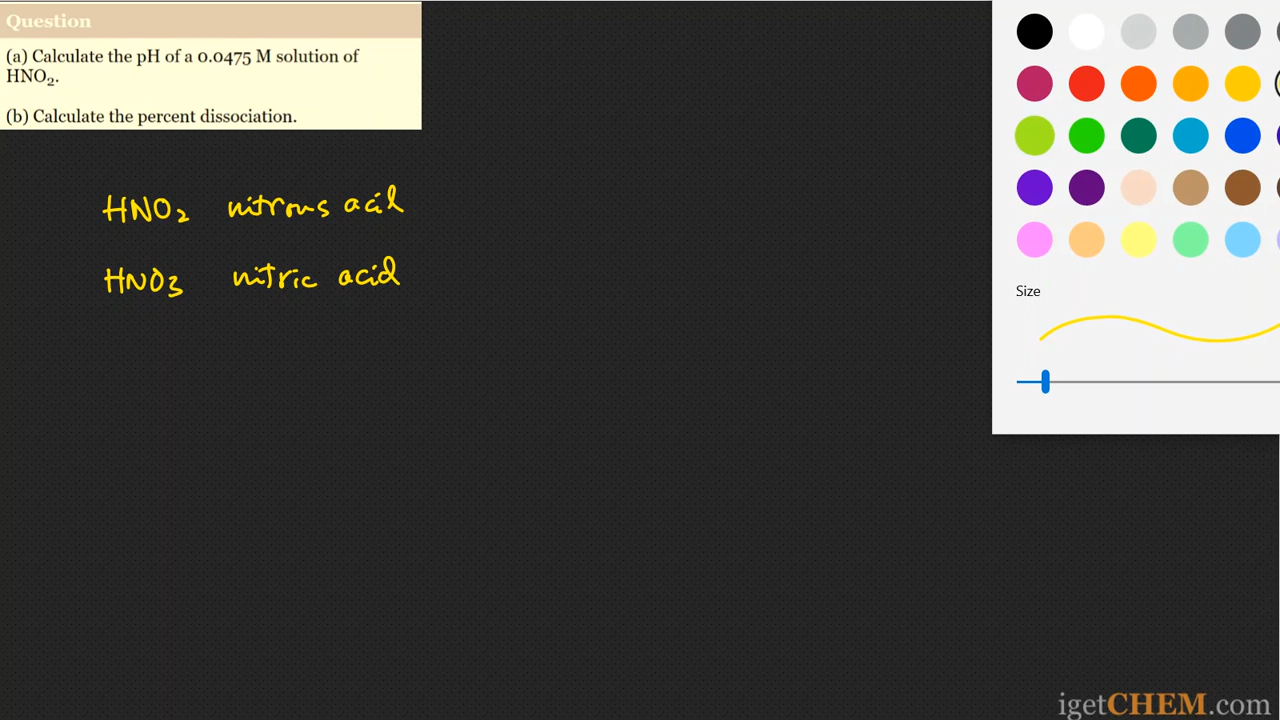 Question
(a) Calculate the pH of a 0.0475 M solution of
HNO₂.
(b) Calculate the percent dissociation.
HNO₂ nitrous acid
HNO₃ nitric acid
Size
igetCHEM.com